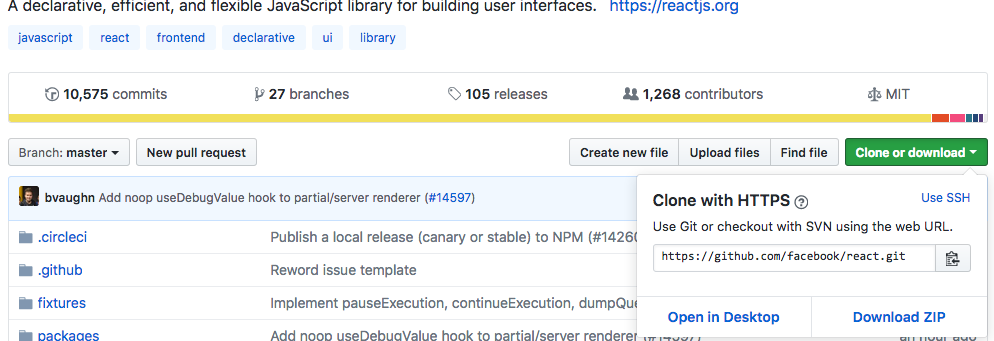 A declarative, efficient, and flexible JavaScript library for building user interfaces. https://reactjs.org
javascript react frontend declarative ui library
10,575 commits 27 branches 105 releases 1,268 contributors MIT
Branch: master New pull request Create new file Upload files Find file Clone or download
bvaughn Add noop useDebugValue hook to partial/server renderer (#14597)
.circleci Publish a local release (canary or stable) to NPM (#14260
.github Reword issue template
fixtures Implement pauseExecution, continueExecution, dumpQue
packages Add noop useDebugValue hook to partial/server renderer (#14597) an hour ago
Clone with HTTPS Use SSH
Use Git or checkout with SVN using the web URL.
https://github.com/facebook/react.git
Open in Desktop Download ZIP